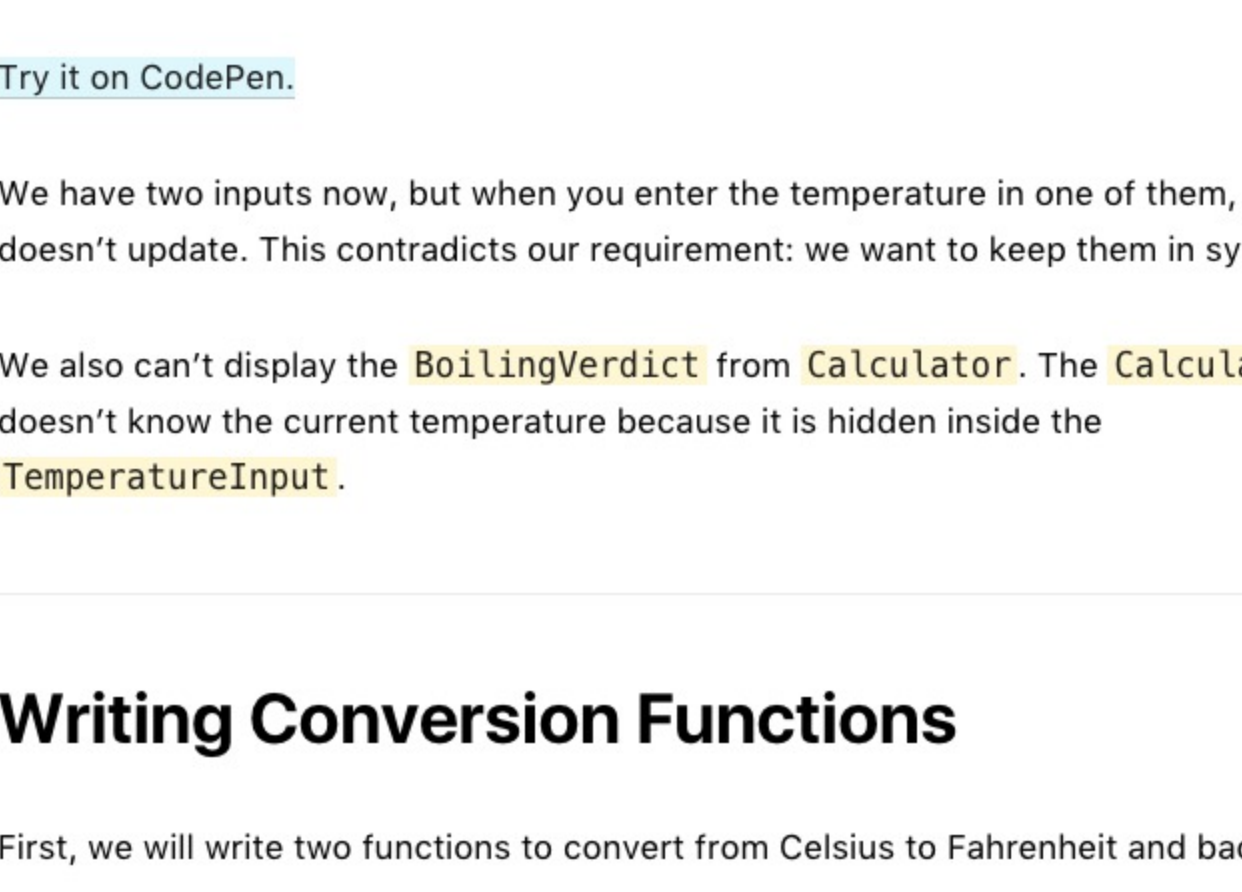 Try it on CodePen.
We have two inputs now, but when you enter the temperature in one of them,
doesn’t update. This contradicts our requirement: we want to keep them in
We also can’t display the BoilingVerdict from Calculator. The
doesn’t know the current temperature because it is hidden inside the
TemperatureInput.
Writing Conversion Functions
First, we will write two functions to convert from Celsius to Fahrenheit and